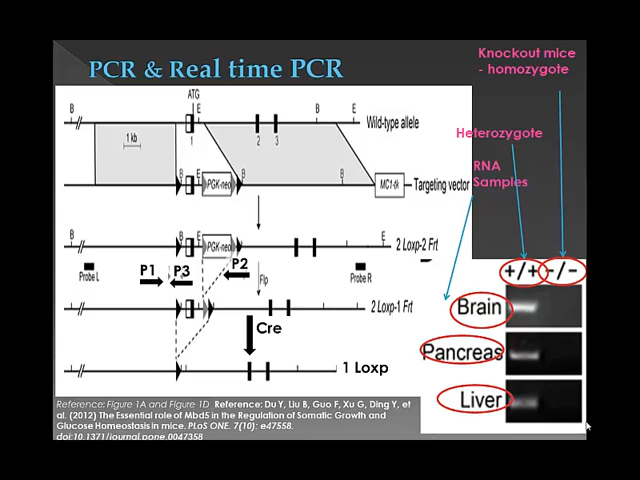 PCR & Real time PCR
Knockout mice
- homozygote
Heterozygote
RNA
Samples
ATG
B
E
B
E
Wild-type allele
1
2
3
1 kb
B
E
B
B
PGK-neo
MC1-tk
Targeting vector
B
E
B
E
PGK-neo
2 Loxp-2 Frt
Probe L
Probe R
P1
P3
P2
Flp
2 Loxp-1 Frt
Cre
1 Loxp
+/+
-/-
Brain
Pancreas
Liver
Reference: Figure 1A and Figure 1D Reference: Du Y, Liu B, Guo F, Xu G, Ding Y, et
al. (2012) The Essential role of Mbd5 in the Regulation of Somatic Growth and
Glucose Homeostasis in mice. PLoS ONE. 7(10): e47558.
doi:10.1371/journal.pone.0047358